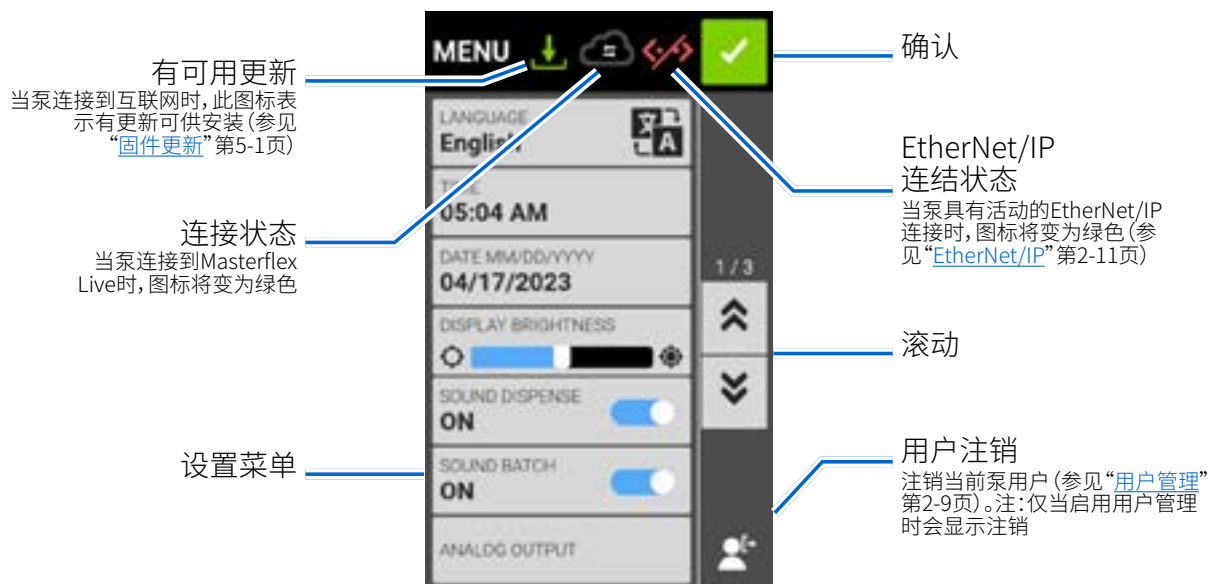 有可用更新
当泵连接到互联网时,此图标表
示有更新可供安装(参见
“固件更新”第5-1页)
连接状态
当泵连接到Masterflex
Live时,图标将变为绿色
设置菜单
MENU
LANGUAGE
English
TIME
05:04 AM
DATE MM/DD/YYYY
04/17/2023
DISPLAY BRIGHTNESS
SOUND DISPENSE
ON
SOUND BATCH
ON
ANALOG OUTPUT
1/3
确认
EtherNet/IP
连结状态
当泵具有活动的EtherNet/IP
连接时,图标将变为绿色(参
见“EtherNet/IP”第2-11页)
滚动
用户注销
注销当前泵用户(参见“用户管理”
第2-9页)。注:仅当启用用户管理
时会显示注销